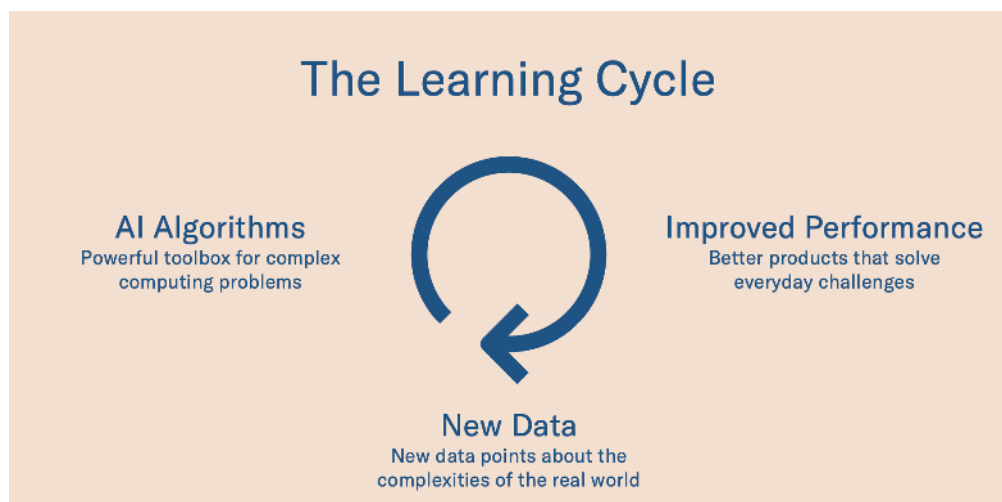 The Learning Cycle
AI Algorithms
Powerful toolbox for complex
computing problems
Improved Performance
Better products that solve
everyday challenges
New Data
New data points about the
complexities of the real world